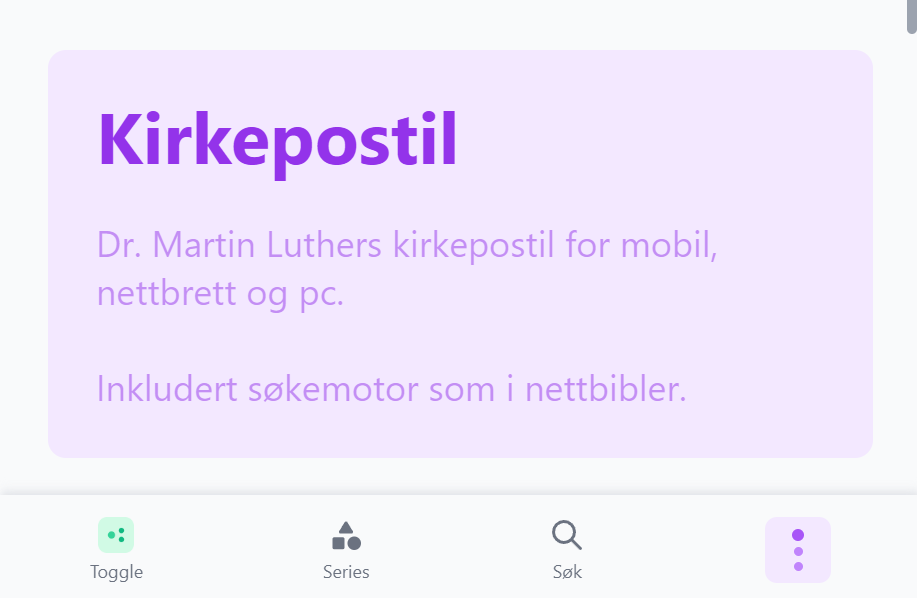 Kirkepostil
Dr. Martin Luthers kirkepostil for mobil,
nettbrett og pc.
Inkludert søkemotor som i nettbibler.
Toggle
Series
Søk